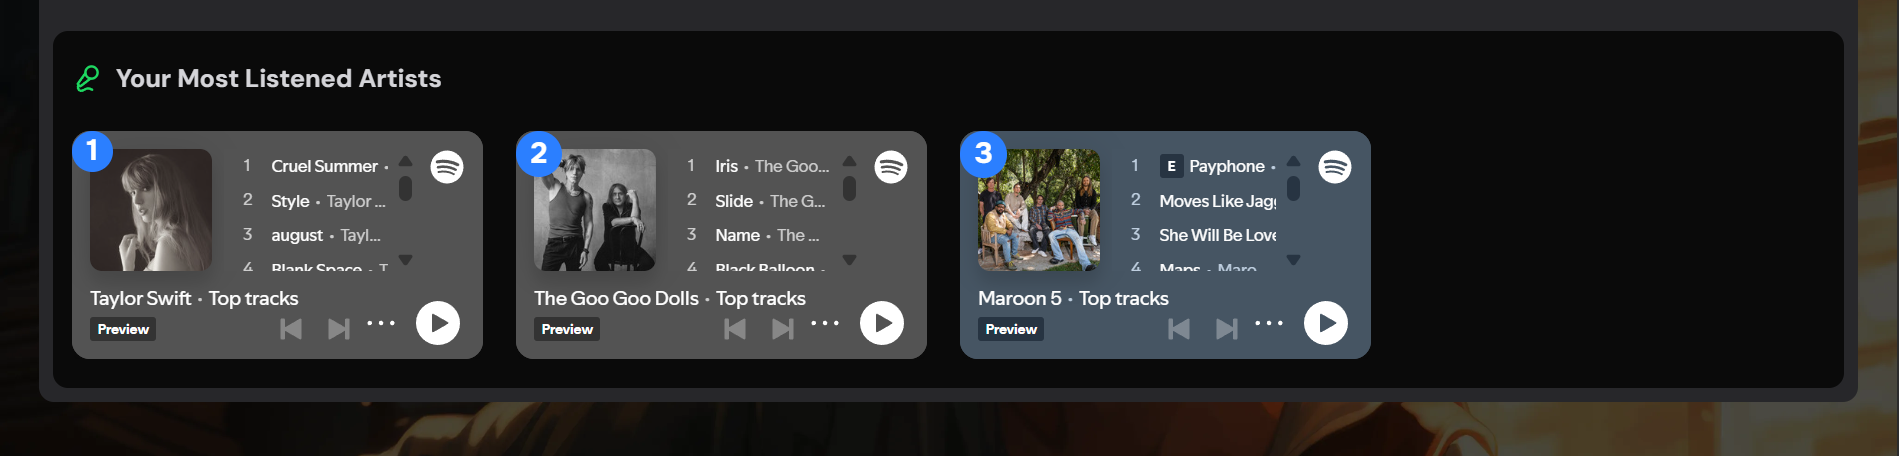 Your Most Listened Artists
1
1 Cruel Summer •
2 Style • Taylor ...
3 august • Tayl...
4 Blank Space • T
Taylor Swift • Top tracks
Preview
2
1 Iris • The Goo...
2 Slide • The G...
3 Name • The ...
4 Black Balloon •
The Goo Goo Dolls • Top tracks
Preview
3
1 E Payphone •
2 Moves Like Jag
3 She Will Be Love
4 Maps • Maro
Maroon 5 • Top tracks
Preview